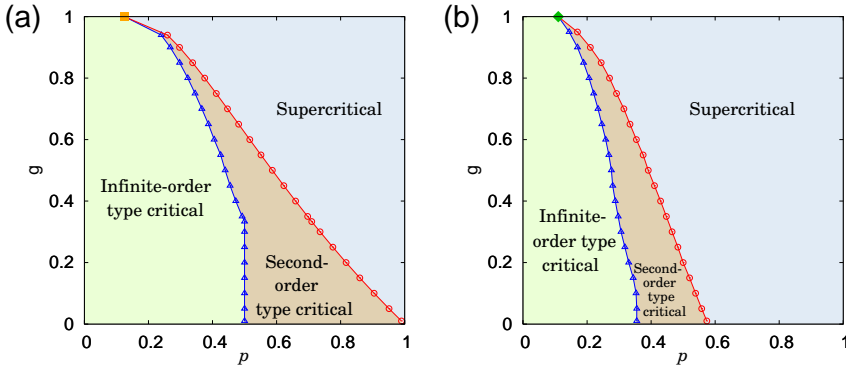 (a)
1
0.8
0.6
0.4
0.2
0
g
Supercritical
Infinite-order
type critical
Second-
order
type critical
0
0.2
0.4
0.6
0.8
1
p
(b)
1
0.8
0.6
0.4
0.2
0
g
Supercritical
Infinite-
order type
critical
Second-
order
type
critical
0
0.2
0.4
0.6
0.8
1
p